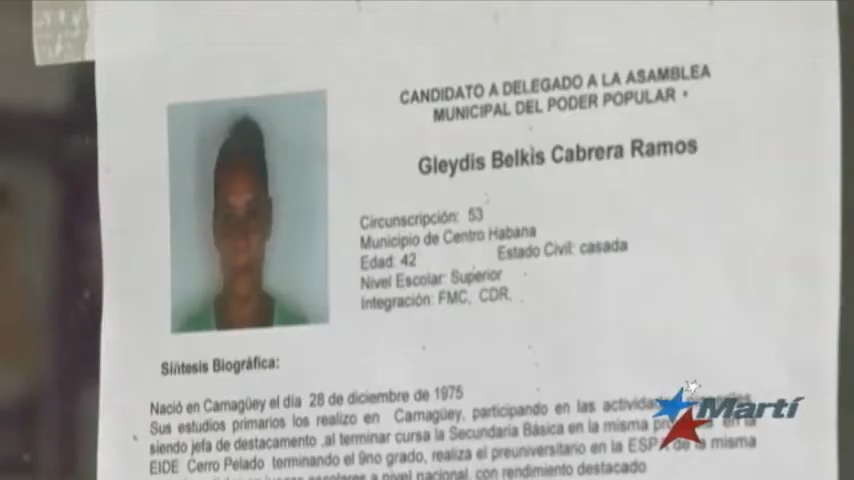 CANDIDATO A DELEGADO A LA ASAMBLEA
MUNICIPAL DEL PODER POPULAR
Gleydis Belkis Cabrera Ramos
Circunscripción: 53
Municipio de Centro Habana
Edad: 42 Estado Civil: casada
Nivel Escolar: Superior
Integración: FMC, CDR,
Síntesis Biográfica:
Nació en Camagüey el día 28 de diciembre de 1975
Sus estudios primarios los realizo en Camagüey, participando en las
siendo jefa de destacamento ,al terminar cursa la Secundaria Básica en la misma en la
EIDE Cerro Pelado terminando el 9no grado, realiza el preuniversitario en la ESPA de la misma
a nivel nacional, con rendimiento destacado
Martí